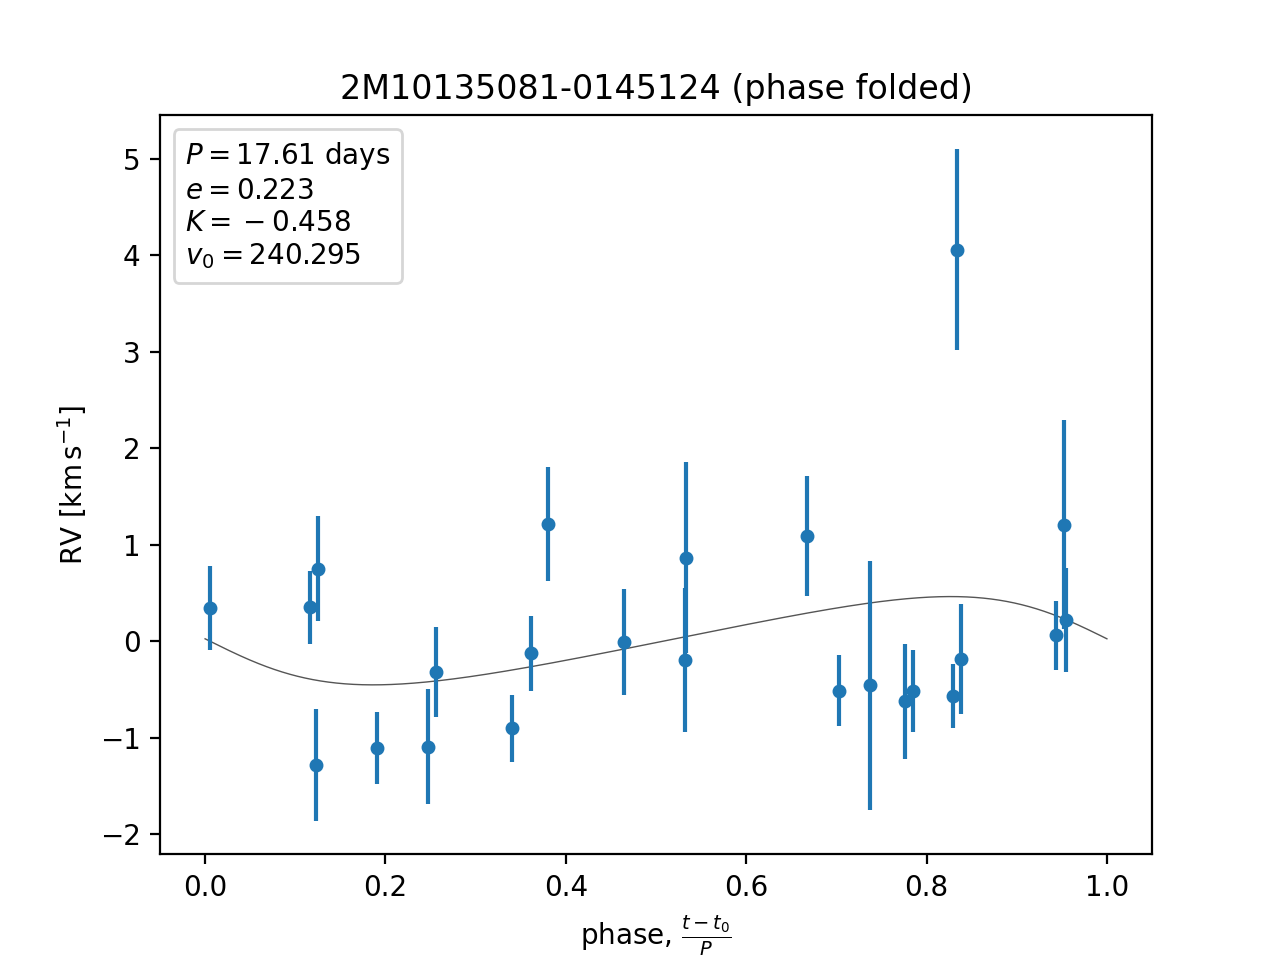 2M10135081-0145124 (phase folded)
P = 17.61 days
e = 0.223
K = −0.458
v₀ = 240.295
5
4
3
2
1
0
−1
−2
RV [km s⁻¹]
0.0 0.2 0.4 0.6 0.8 1.0
phase, (t − t₀)/P